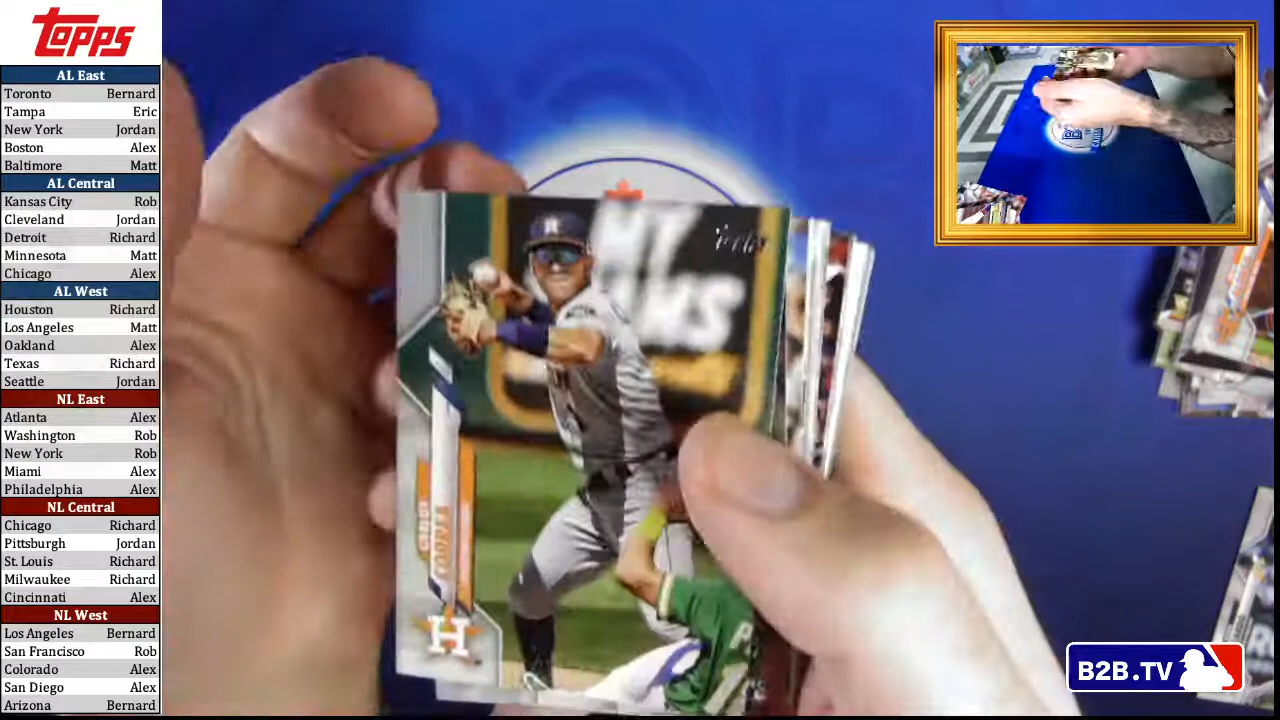 TOPPS
AL East
Toronto Bernard
Tampa Eric
New York Jordan
Boston Alex
Baltimore Matt
AL Central
Kansas City Rob
Cleveland Jordan
Detroit Richard
Minnesota Matt
Chicago Alex
AL West
Houston Richard
Los Angeles Matt
Oakland Alex
Texas Richard
Seattle Jordan
NL East
Atlanta Alex
Washington Rob
New York Rob
Miami Alex
Philadelphia Alex
NL Central
Chicago Richard
Pittsburgh Jordan
St. Louis Richard
Milwaukee Richard
Cincinnati Alex
NL West
Los Angeles Bernard
San Francisco Rob
Colorado Alex
San Diego Alex
Arizona Bernard
H
H
B2B.TV